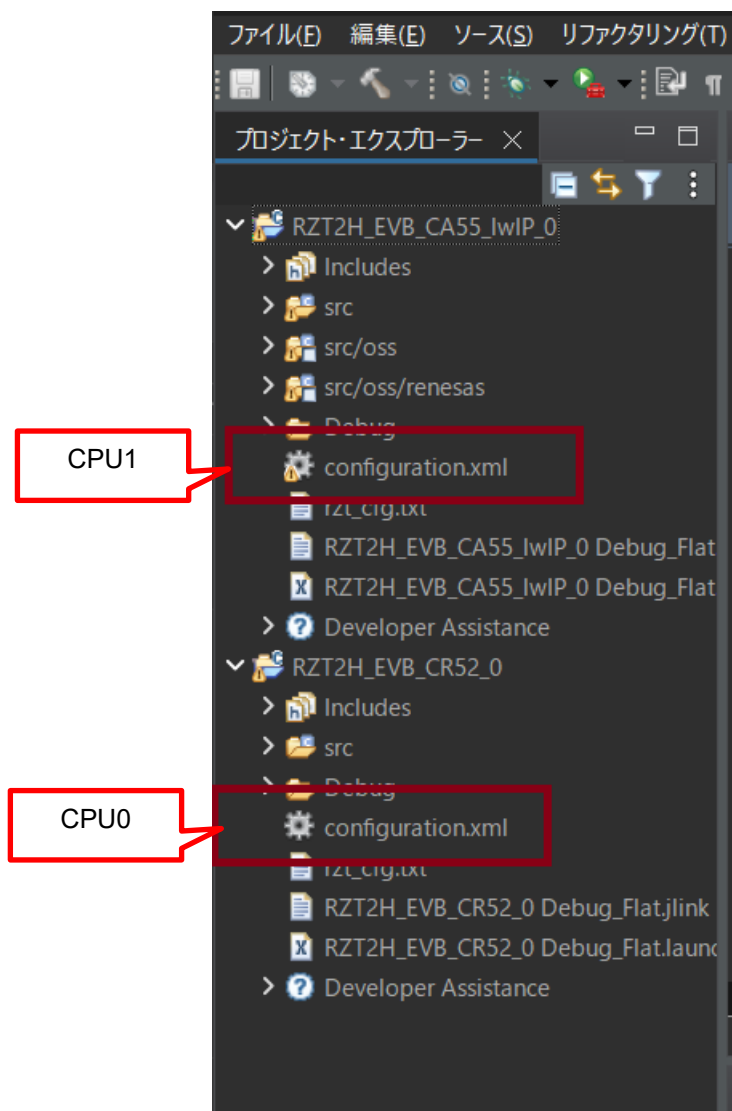 ファイル(F) 編集(E) ソース(S) リファクタリング(T)
プロジェクト・エクスプローラー
RZT2H_EVB_CA55_lwIP_0
Includes
src
src/oss
src/oss/renesas
Debug
CPU1
configuration.xml
rzt_cfg.txt
RZT2H_EVB_CA55_lwIP_0 Debug_Flat
RZT2H_EVB_CA55_lwIP_0 Debug_Flat
Developer Assistance
RZT2H_EVB_CR52_0
Includes
src
Debug
CPU0
configuration.xml
rzt_cfg.txt
RZT2H_EVB_CR52_0 Debug_Flat.jlink
RZT2H_EVB_CR52_0 Debug_Flat.launc
Developer Assistance